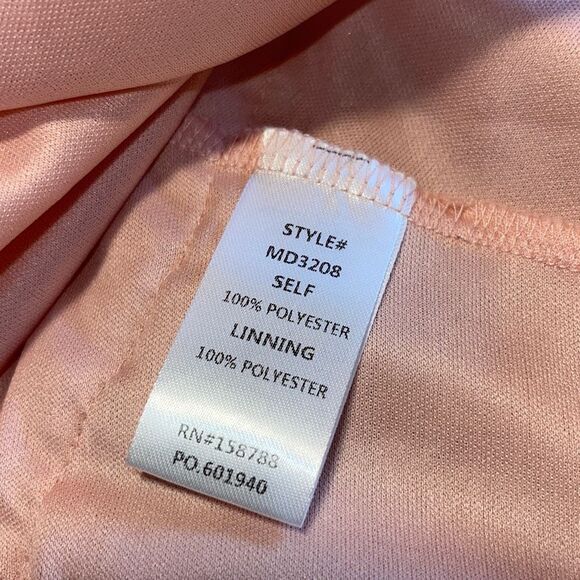 STYLE#
MD3208
SELF
100% POLYESTER
LINNING
100% POLYESTER
RN#158788
PO.601940